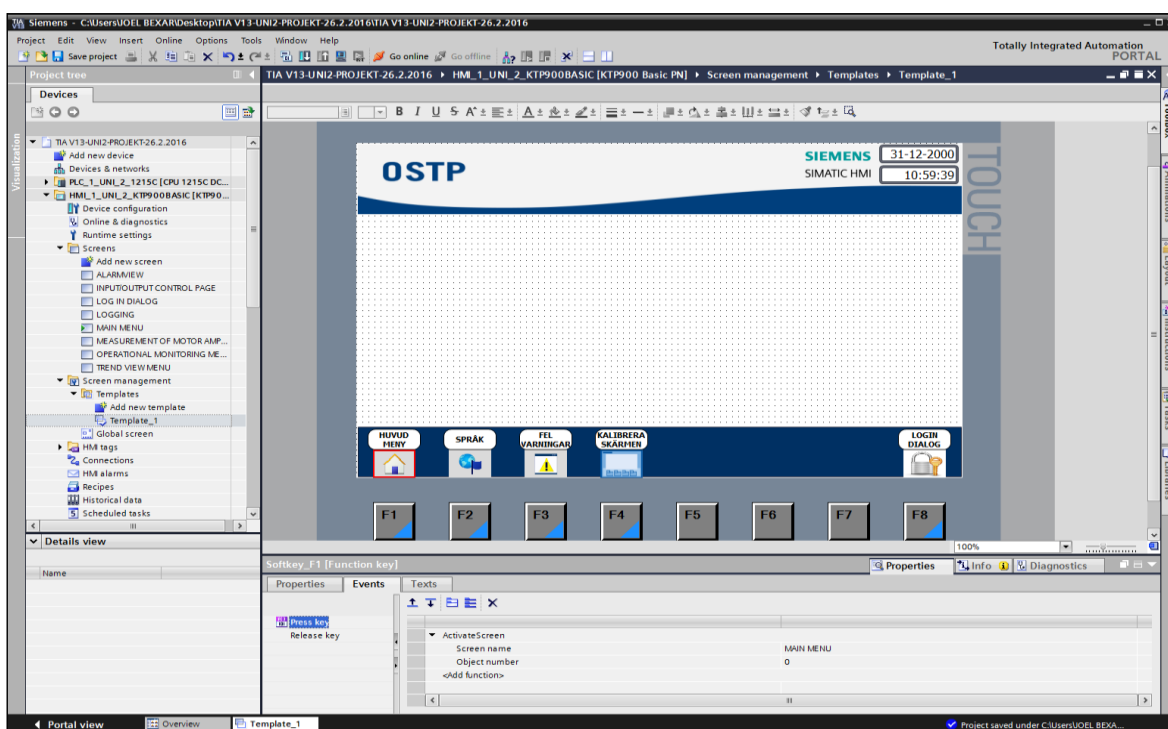 Siemens - C:\Users\JOEL BEXAR\Desktop\TIA V13-UNI2-PROJEKT-26.2.2016\TIA V13-UNI2-PROJEKT-26.2.2016
Project Edit View Insert Online Options Tools Window Help
Save project Go online Go offline
Totally Integrated Automation
PORTAL
Project tree
TIA V13-UNI2-PROJEKT-26.2.2016 HMI_1_UNI_2_KTP900BASIC [KTP900 Basic PN] Screen management Templates Template_1
Devices
B I U S A
Visualization
TIA V13-UNI2-PROJEKT-26.2.2016
Add new device
Devices & networks
PLC_1_UNI_2_1215C [CPU 1215C DC...
HMI_1_UNI_2_KTP900BASIC [KTP90...
Device configuration
Online & diagnostics
Runtime settings
Screens
Add new screen
ALARMVIEW
INPUT/OUTPUT CONTROL PAGE
LOG IN DIALOG
LOGGING
MAIN MENU
MEASUREMENT OF MOTOR AMP...
OPERATIONAL MONITORING ME...
TREND VIEW MENU
Screen management
Templates
Add new template
Template_1
Global screen
HMI tags
Connections
HMI alarms
Recipes
Historical data
Scheduled tasks
OSTP
SIEMENS
SIMATIC HMI
31-12-2000
10:59:39
TOUCH
HUVUD
MENY
SPRÅK
FEL
VARNINGAR
KALIBRERA
SKÄRMEN
LOGIN
DIALOG
F1 F2 F3 F4 F5 F6 F7 F8
100%
Details view
Name
Softkey_F1 [Function key]
Properties Info Diagnostics
Properties Events Texts
Press key
Release key
ActivateScreen
Screen name MAIN MENU
Object number 0
<Add function>
Portal view Overview Template_1
Project saved under C:\Users\JOEL BEXA...